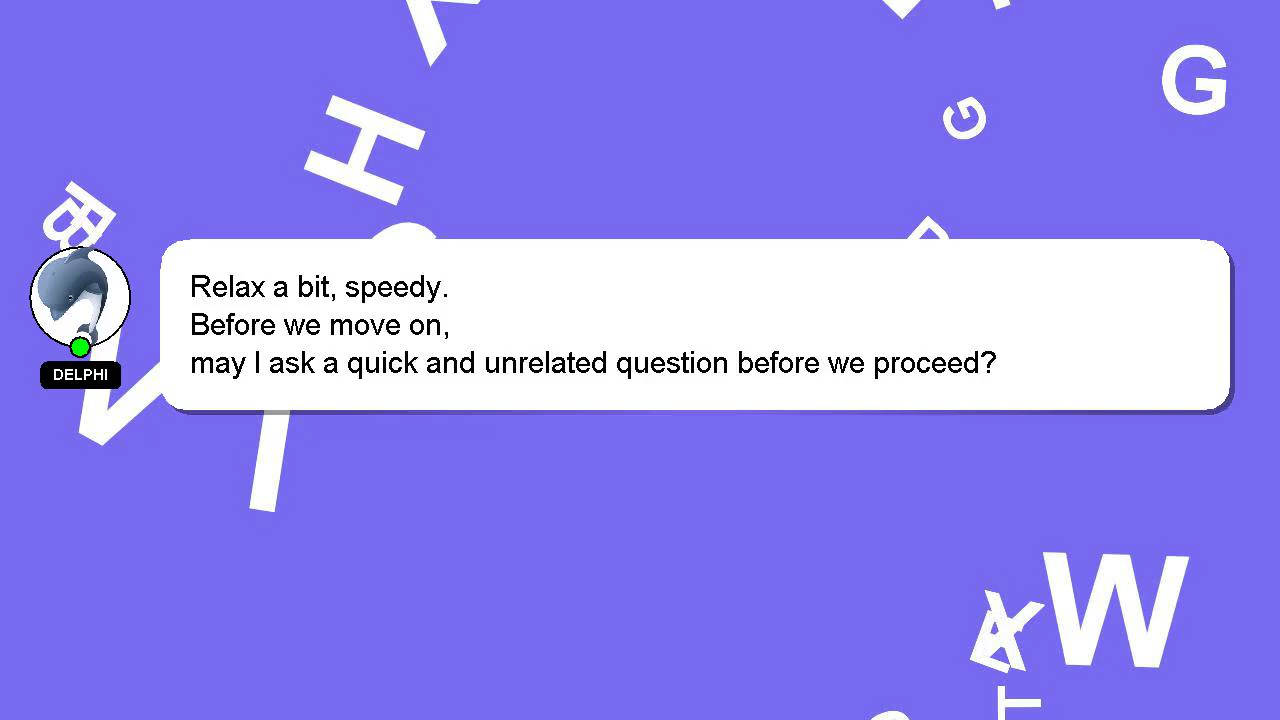 Relax a bit, speedy.
Before we move on,
may I ask a quick and unrelated question before we proceed?
DELPHI
G
G
H
W
X
T